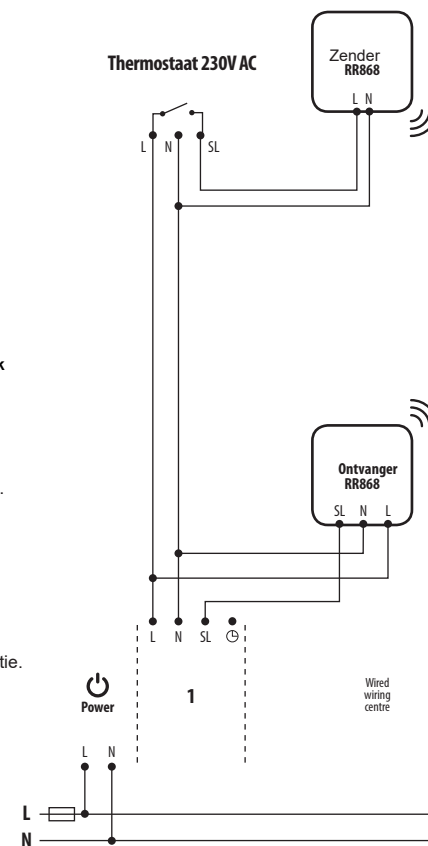 Thermostaat 230V AC
Zender
RR868
L N
L N SL
k
.
Ontvanger
RR868
SL N L
tie.
L N SL
Power
1
Wired
wiring
centre
L N
L
N